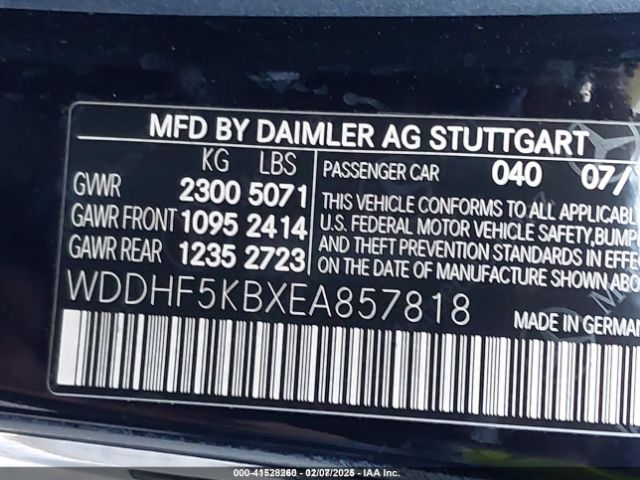 MFD BY DAIMLER AG STUTTGART
KG LBS
GVWR 2300 5071
GAWR FRONT 1095 2414
GAWR REAR 1235 2723
PASSENGER CAR 040 07/
THIS VEHICLE CONFORMS TO ALL APPLICABL
U.S. FEDERAL MOTOR VEHICLE SAFETY, BUMP
AND THEFT PREVENTION STANDARDS IN EFFE
ON THE DATE OF MANUFACTURE SHOWN ABO
WDDHF5KBXEA857818
MADE IN GERMAN
000-41528260 - 02/07/2025 - IAA Inc.